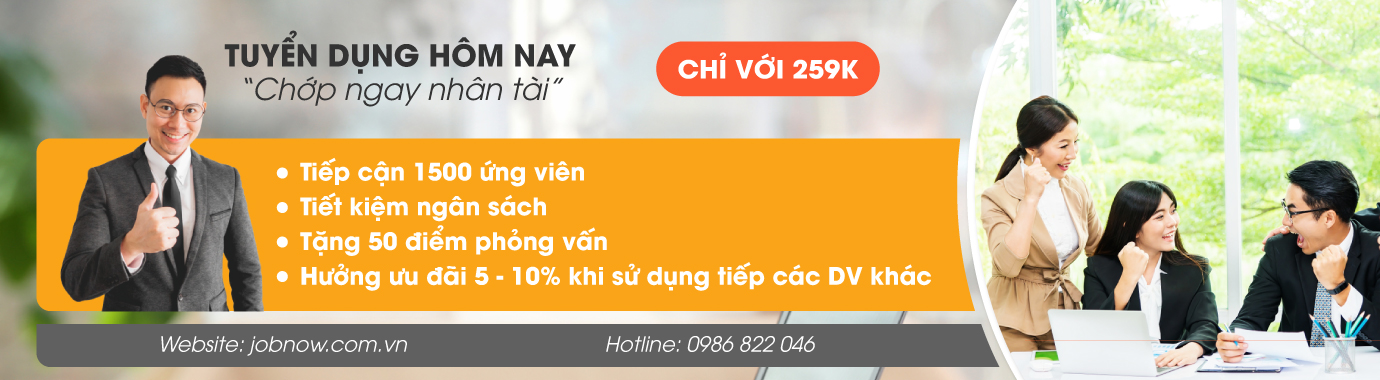 TUYỂN DỤNG HÔM NAY
“Chớp ngay nhân tài”
CHỈ VỚI 259K
• Tiếp cận 1500 ứng viên
• Tiết kiệm ngân sách
• Tặng 50 điểm phỏng vấn
• Hưởng ưu đãi 5 - 10% khi sử dụng tiếp các DV khác
Website: jobnow.com.vn
Hotline: 0986 822 046